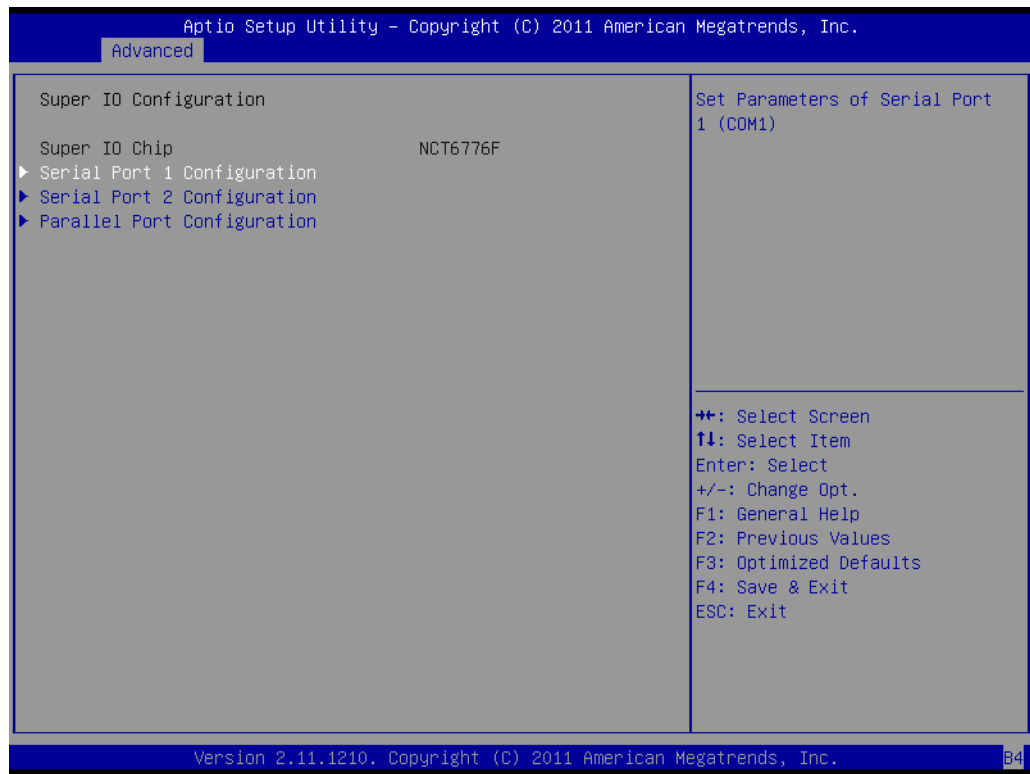 Aptio Setup Utility – Copyright (C) 2011 American Megatrends, Inc.
Advanced
Super IO Configuration
Super IO Chip NCT6776F
Serial Port 1 Configuration
Serial Port 2 Configuration
Parallel Port Configuration
Set Parameters of Serial Port
1 (COM1)
→←: Select Screen
↑↓: Select Item
Enter: Select
+/-: Change Opt.
F1: General Help
F2: Previous Values
F3: Optimized Defaults
F4: Save & Exit
ESC: Exit
Version 2.11.1210. Copyright (C) 2011 American Megatrends, Inc.
B4